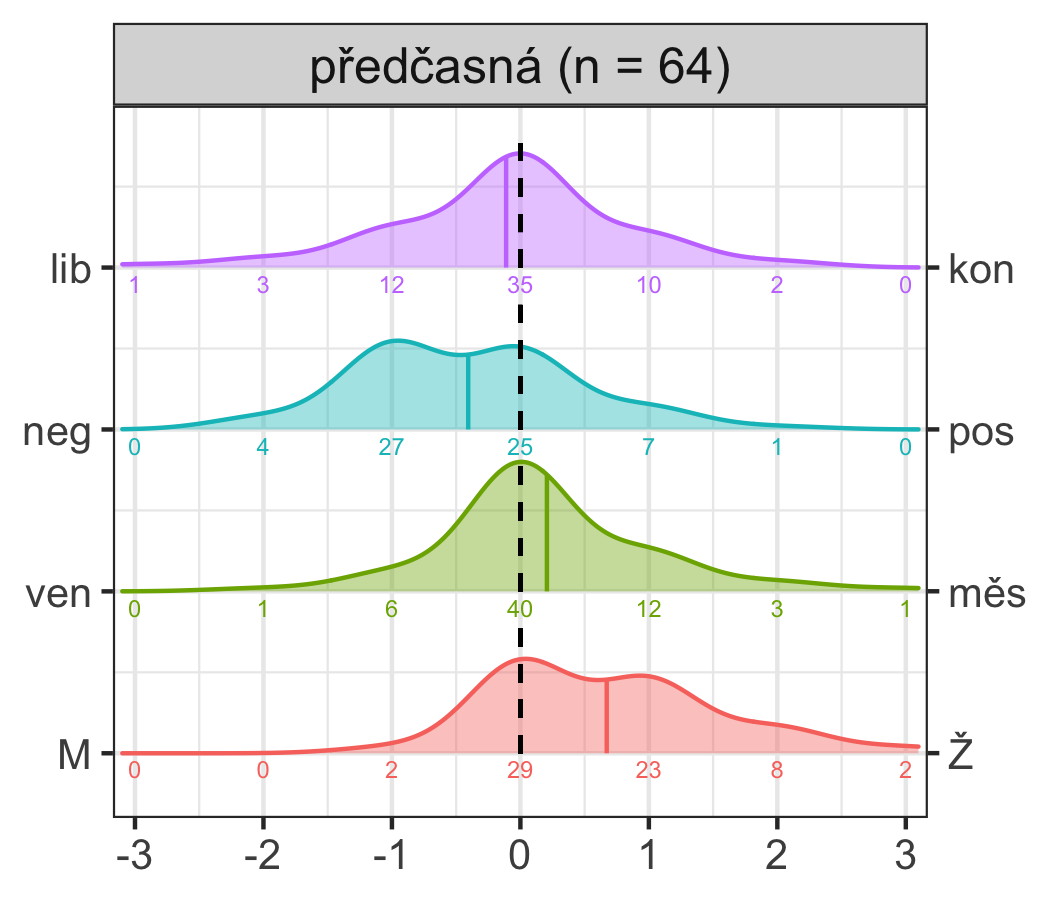 předčasná (n = 64)
lib kon
1 3 12 35 10 2 0
neg pos
0 4 27 25 7 1 0
ven měs
0 1 6 40 12 3 1
M Ž
0 0 2 29 23 8 2
-3 -2 -1 0 1 2 3